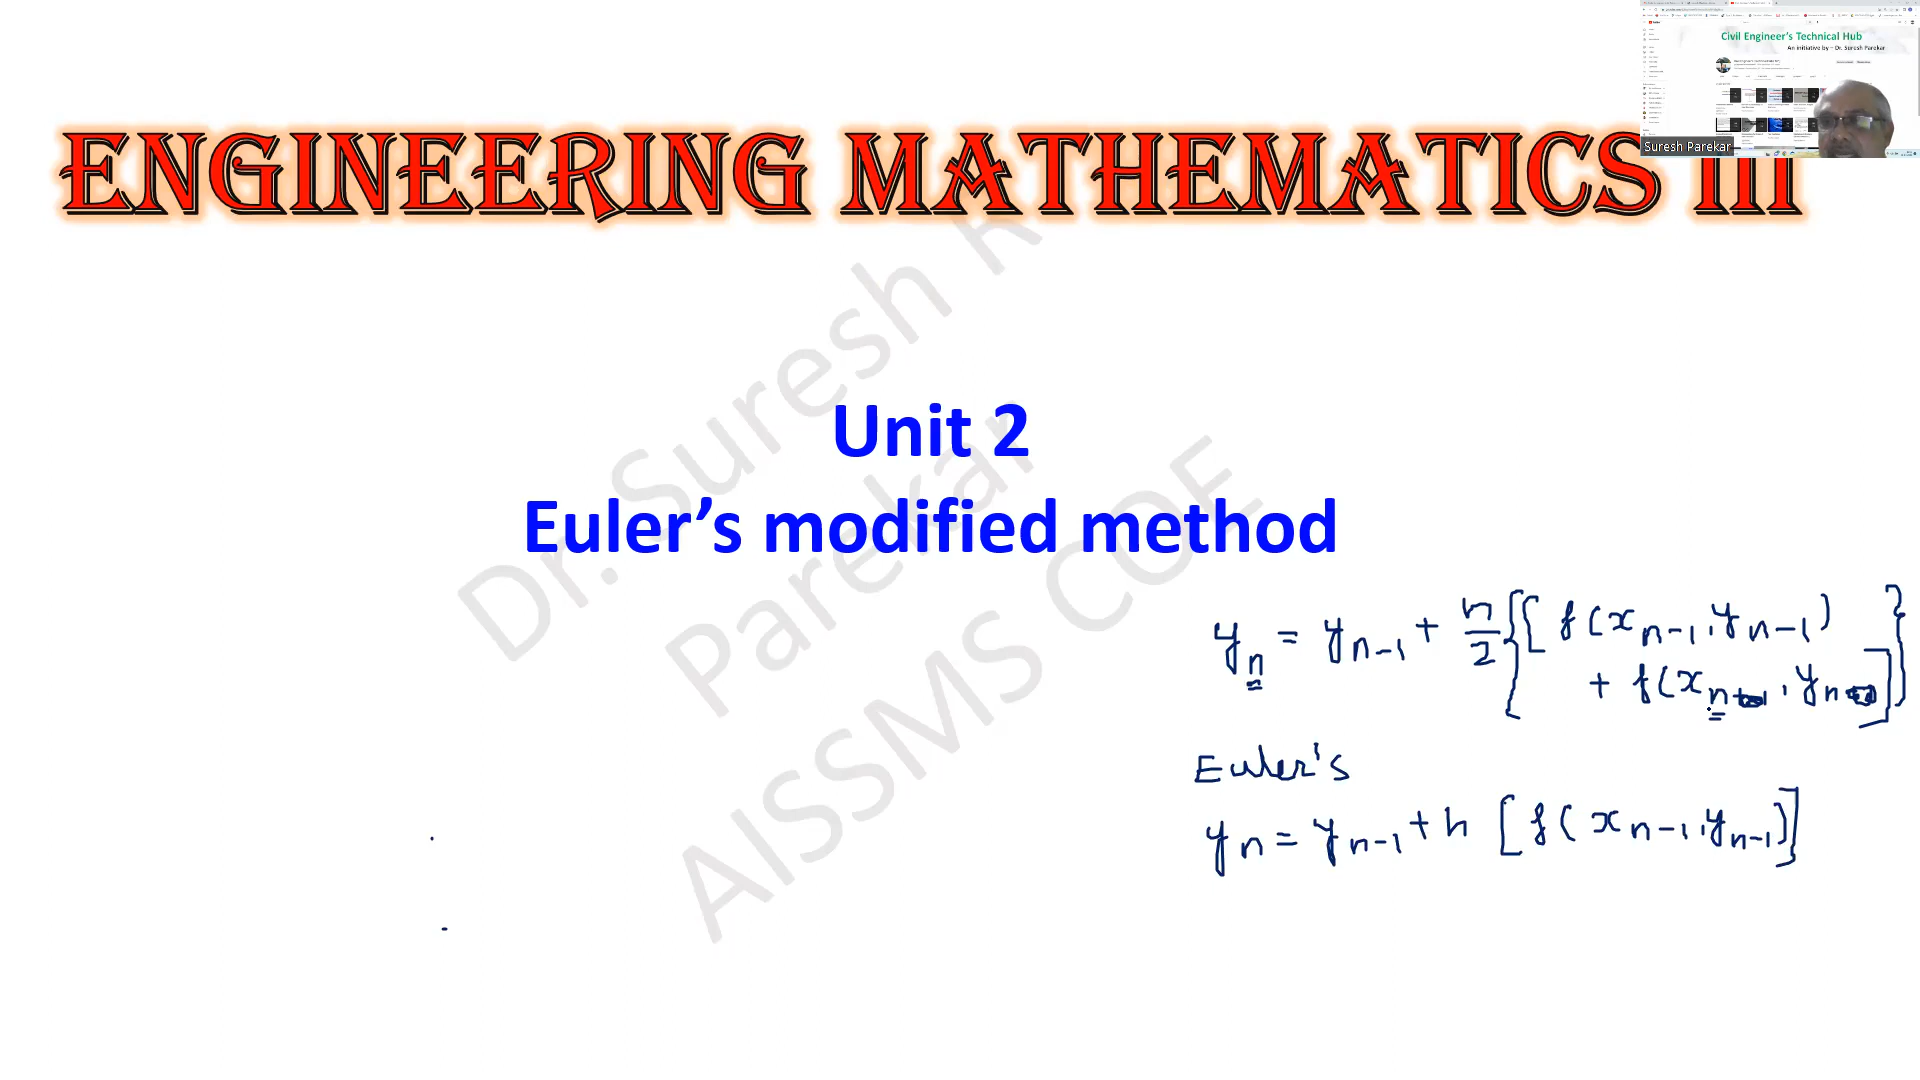 Civil Engineer's Technical Hub
An initiative by - Dr. Suresh Parekar
Suresh Parekar
ENGINEERING MATHEMATICS III
Dr. Suresh R
Parekar
AISSMS COE
Unit 2
Euler's modified method
yn = yn-1 + h/2 {[ f(xn-1, yn-1)
+ f(xn, yn)]}
Euler's
yn = yn-1 + h [f(xn-1, yn-1)]